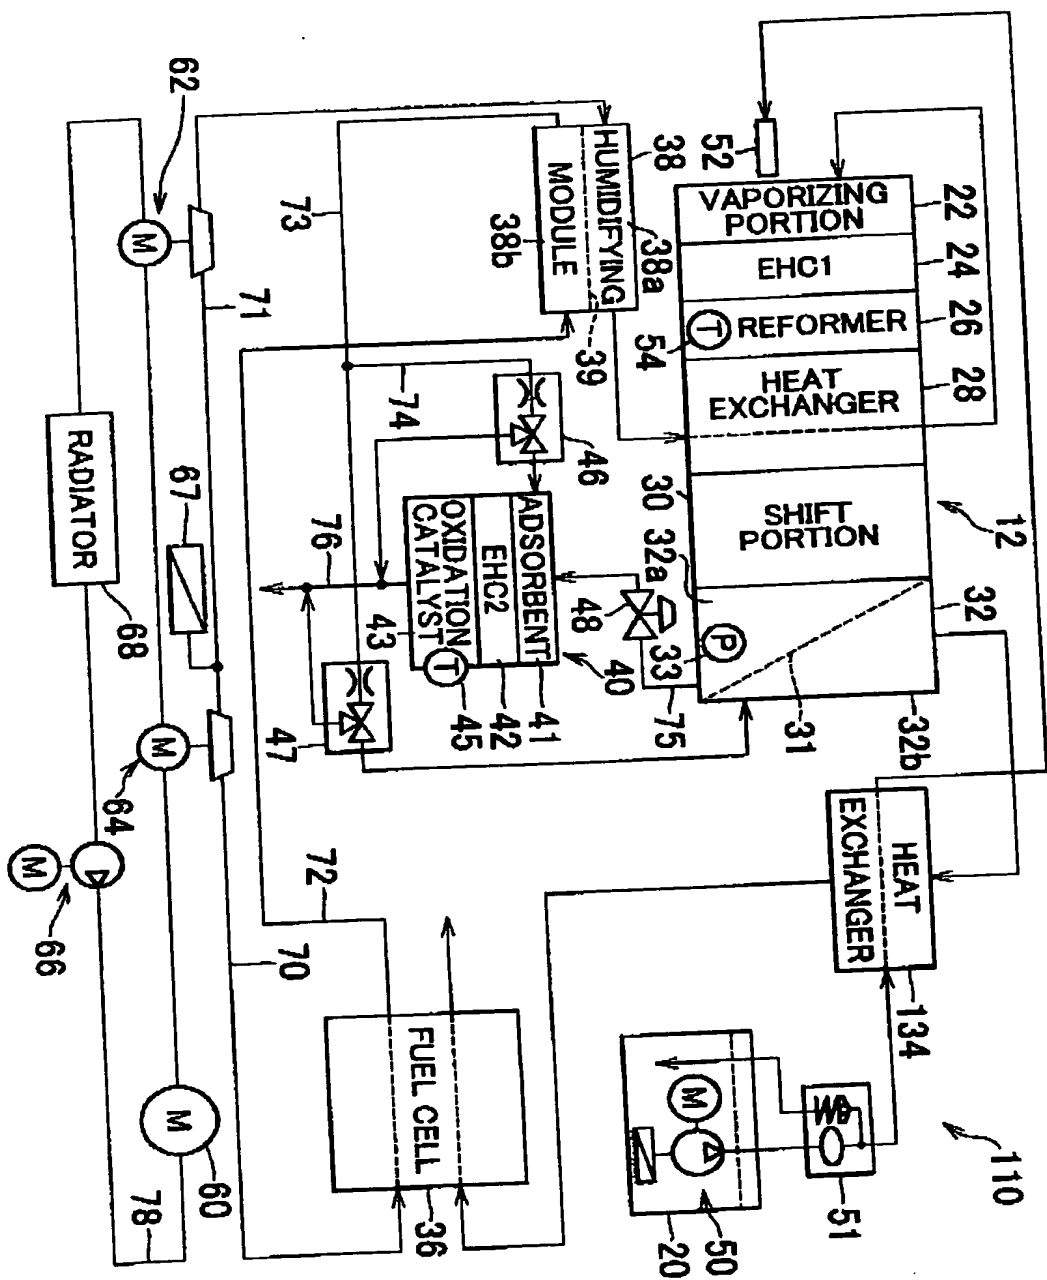 110
12
52
22
24
26
28
32
32b
134
51
VAPORIZING
PORTION
EHC1
T
REFORMER
HEAT
EXCHANGER
SHIFT
PORTION
P
31
HEAT
EXCHANGER
M
50
20
54
30
32a
33
38
38a
HUMIDIFYING
MODULE
38b
39
46
48
75
40
ADSORBENT
EHC2
OXIDATION
CATALYST
T
41
42
43
45
47
73
74
76
72
FUEL CELL
36
62
71
67
70
M
M
M
64
60
RADIATOR
68
M
66
78